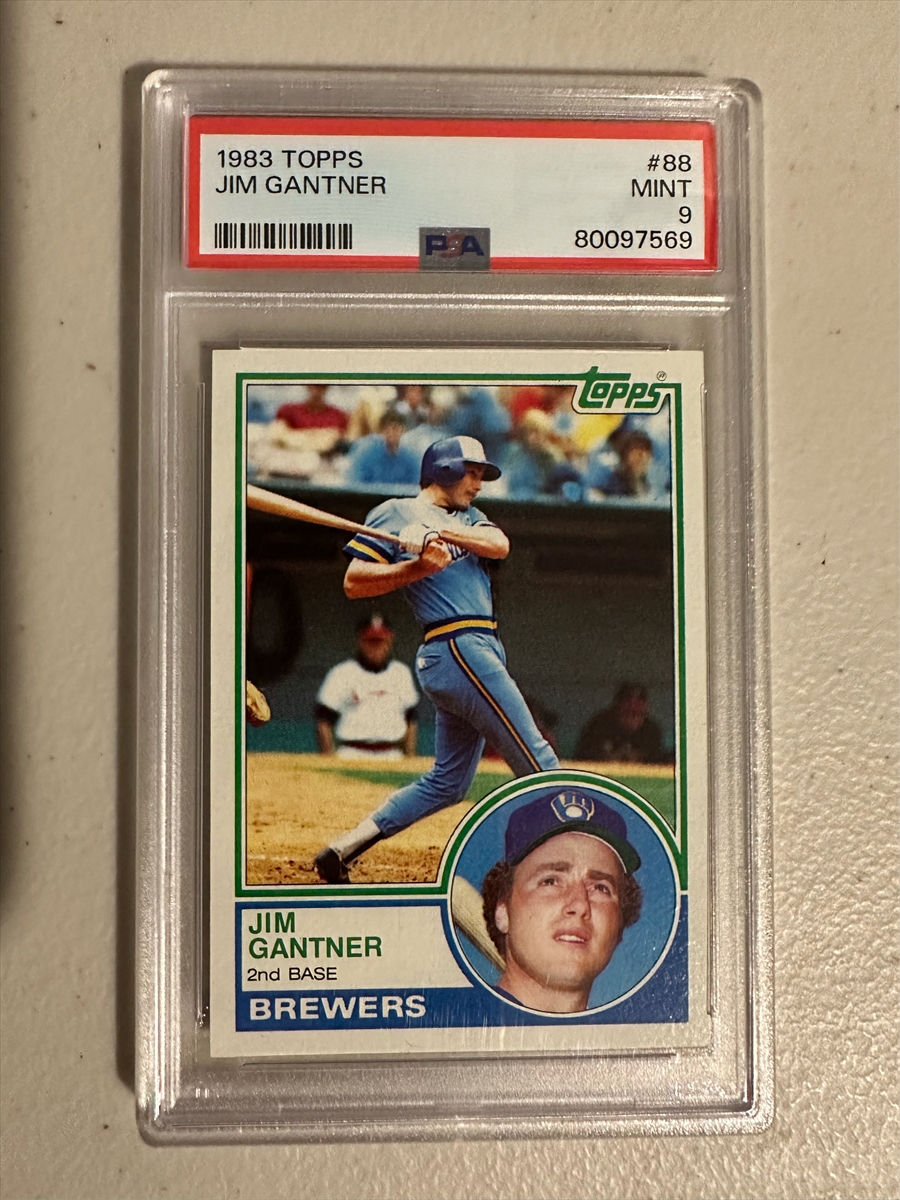 1983 TOPPS
#88
JIM GANTNER
MINT
9
PSA
80097569
TOPPS
JIM
GANTNER
2nd BASE
BREWERS